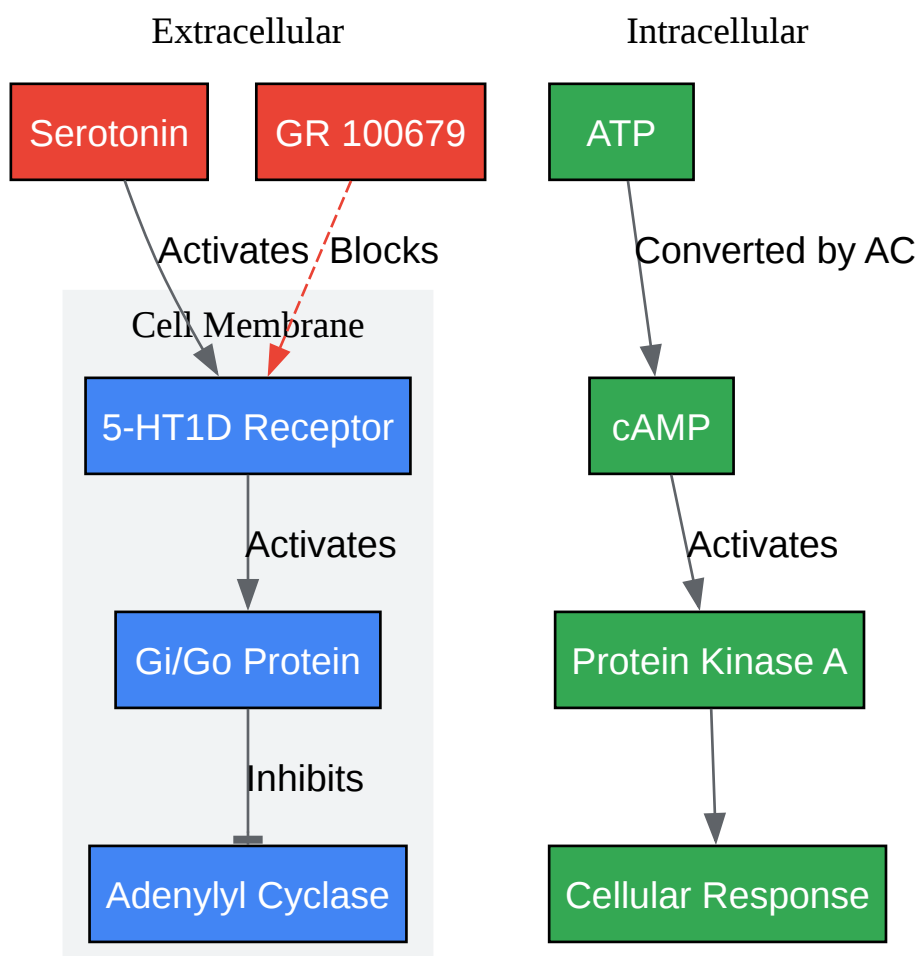 Extracellular
Intracellular
Serotonin
GR 100679
ATP
Activates
Blocks
Converted by AC
Cell Membrane
5-HT1D Receptor
cAMP
Activates
Activates
Gi/Go Protein
Protein Kinase A
Inhibits
Adenylyl Cyclase
Cellular Response